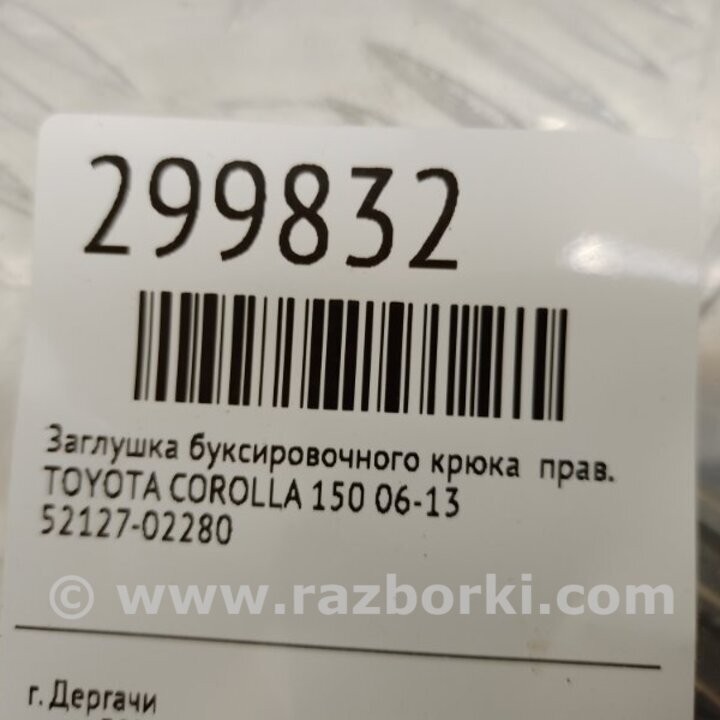 299832
Заглушка буксировочного крюка прав.
TOYOTA COROLLA 150 06-13
52127-02280
© www.razborki.com
г. Дергачи